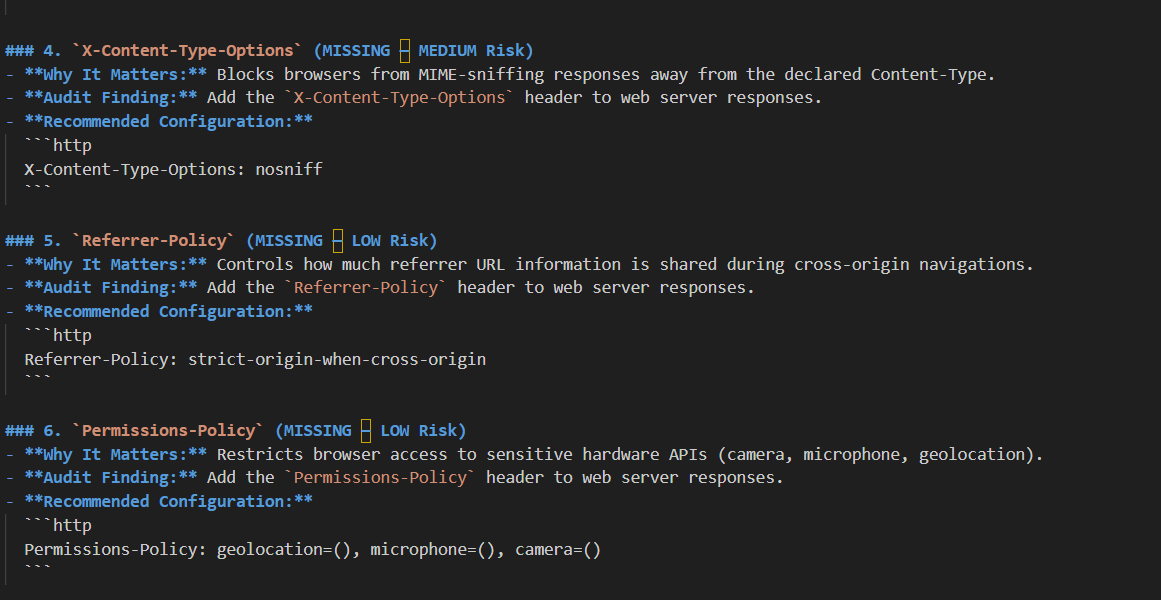 ### 4. `X-Content-Type-Options` (MISSING – MEDIUM Risk)
- **Why It Matters:** Blocks browsers from MIME-sniffing responses away from the declared Content-Type.
- **Audit Finding:** Add the `X-Content-Type-Options` header to web server responses.
- **Recommended Configuration:**
```http
X-Content-Type-Options: nosniff
```
### 5. `Referrer-Policy` (MISSING – LOW Risk)
- **Why It Matters:** Controls how much referrer URL information is shared during cross-origin navigations.
- **Audit Finding:** Add the `Referrer-Policy` header to web server responses.
- **Recommended Configuration:**
```http
Referrer-Policy: strict-origin-when-cross-origin
```
### 6. `Permissions-Policy` (MISSING – LOW Risk)
- **Why It Matters:** Restricts browser access to sensitive hardware APIs (camera, microphone, geolocation).
- **Audit Finding:** Add the `Permissions-Policy` header to web server responses.
- **Recommended Configuration:**
```http
Permissions-Policy: geolocation=(), microphone=(), camera=()
```